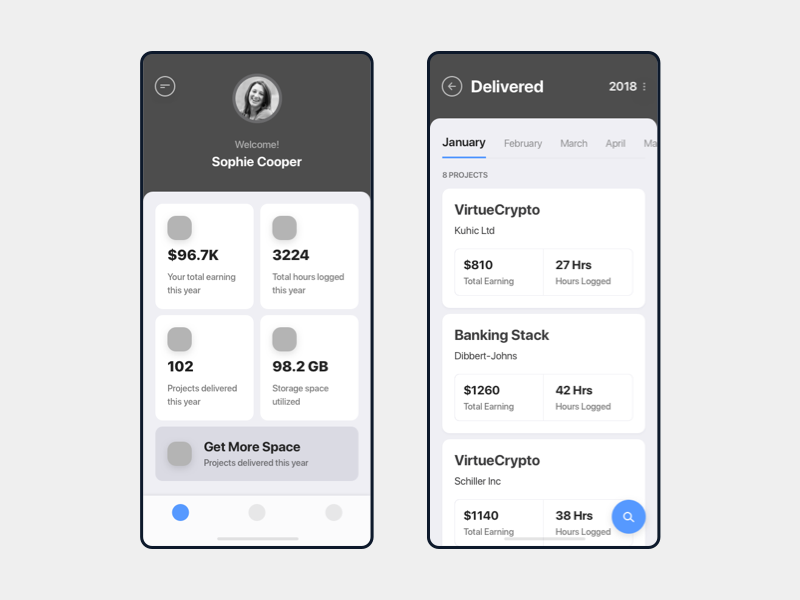 Welcome!
Sophie Cooper
$96.7K
Your total earning
this year
3224
Total hours logged
this year
102
Projects delivered
this year
98.2 GB
Storage space
utilized
Get More Space
Projects delivered this year
Delivered
2018
January February March April Ma
8 PROJECTS
VirtueCrypto
Kuhic Ltd
$810
Total Earning
27 Hrs
Hours Logged
Banking Stack
Dibbert-Johns
$1260
Total Earning
42 Hrs
Hours Logged
VirtueCrypto
Schiller Inc
$1140
Total Earning
38 Hrs
Hours Logged